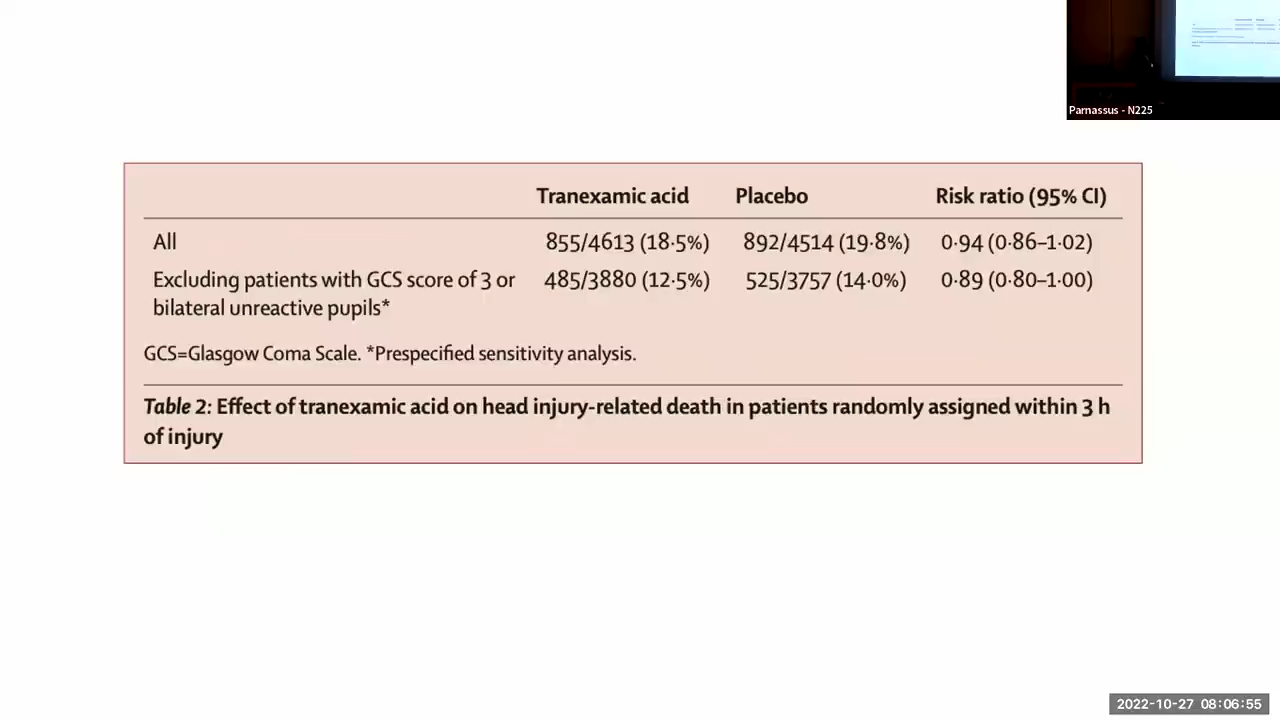 Parnassus - N225
Tranexamic acid Placebo Risk ratio (95% CI)
All 855/4613 (18·5%) 892/4514 (19·8%) 0·94 (0·86–1·02)
Excluding patients with GCS score of 3 or 485/3880 (12·5%) 525/3757 (14·0%) 0·89 (0·80–1·00)
bilateral unreactive pupils*
GCS=Glasgow Coma Scale. *Prespecified sensitivity analysis.
Table 2: Effect of tranexamic acid on head injury-related death in patients randomly assigned within 3 h
of injury
2022-10-27 08:06:55